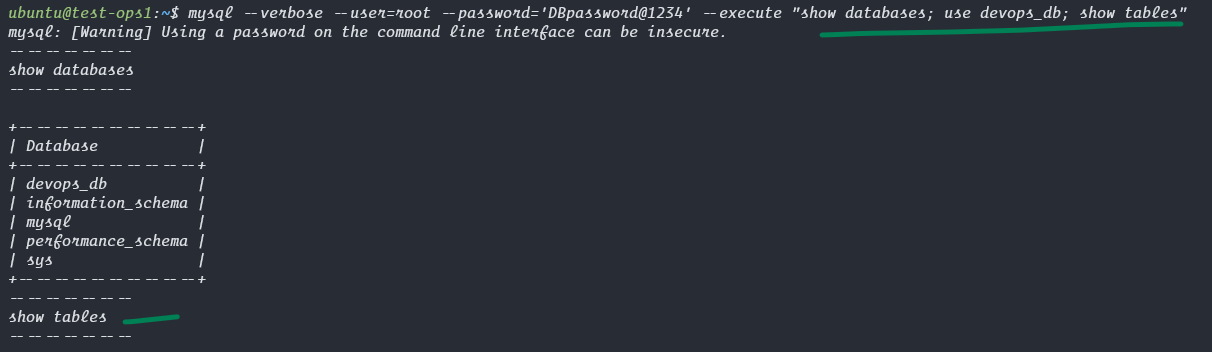 ubuntu@test-ops1:~$ mysql --verbose --user=root --password='DBpassword@1234' --execute "show databases; use devops_db; show tables"
mysql: [Warning] Using a password on the command line interface can be insecure.
--------------
show databases
--------------
+--------------------+
| Database           |
+--------------------+
| devops_db          |
| information_schema |
| mysql              |
| performance_schema |
| sys                |
+--------------------+
--------------
show tables
--------------